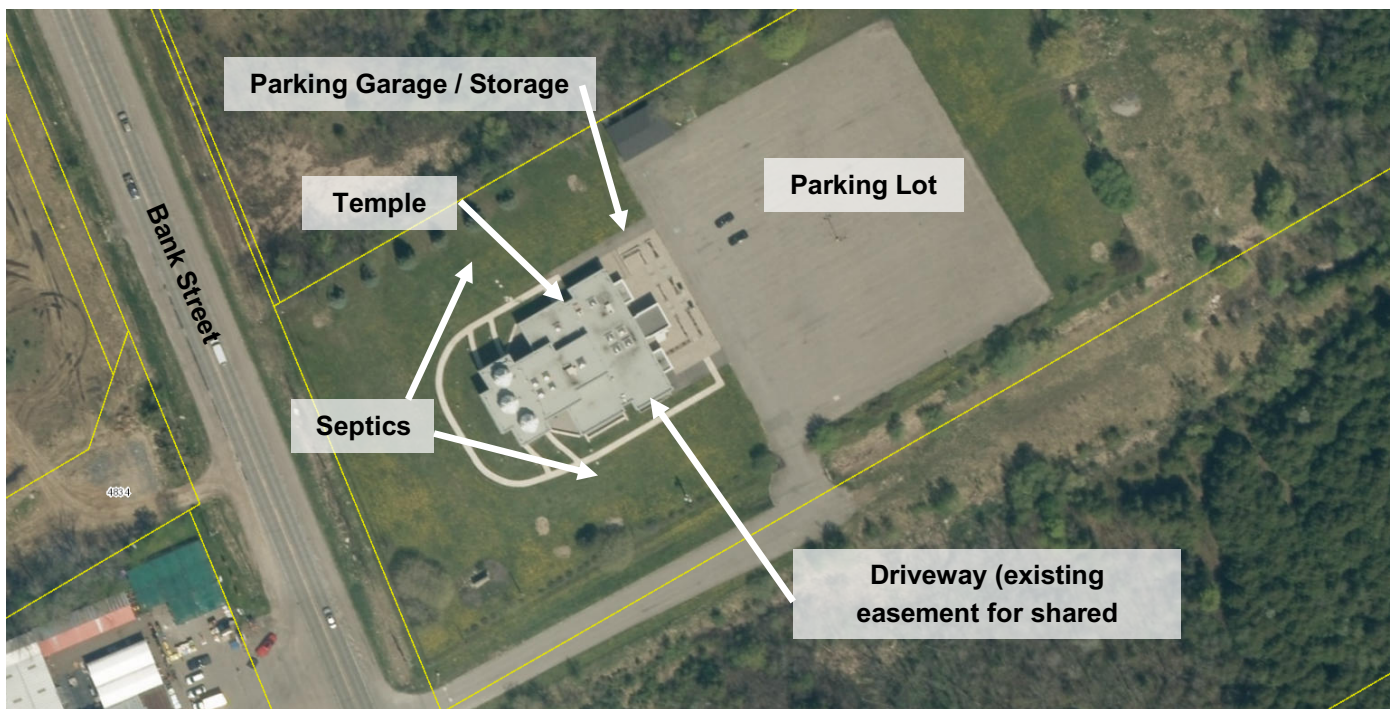 Parking Garage / Storage
Parking Lot
Temple
Bank Street
Septics
4834
Driveway (existing
easement for shared